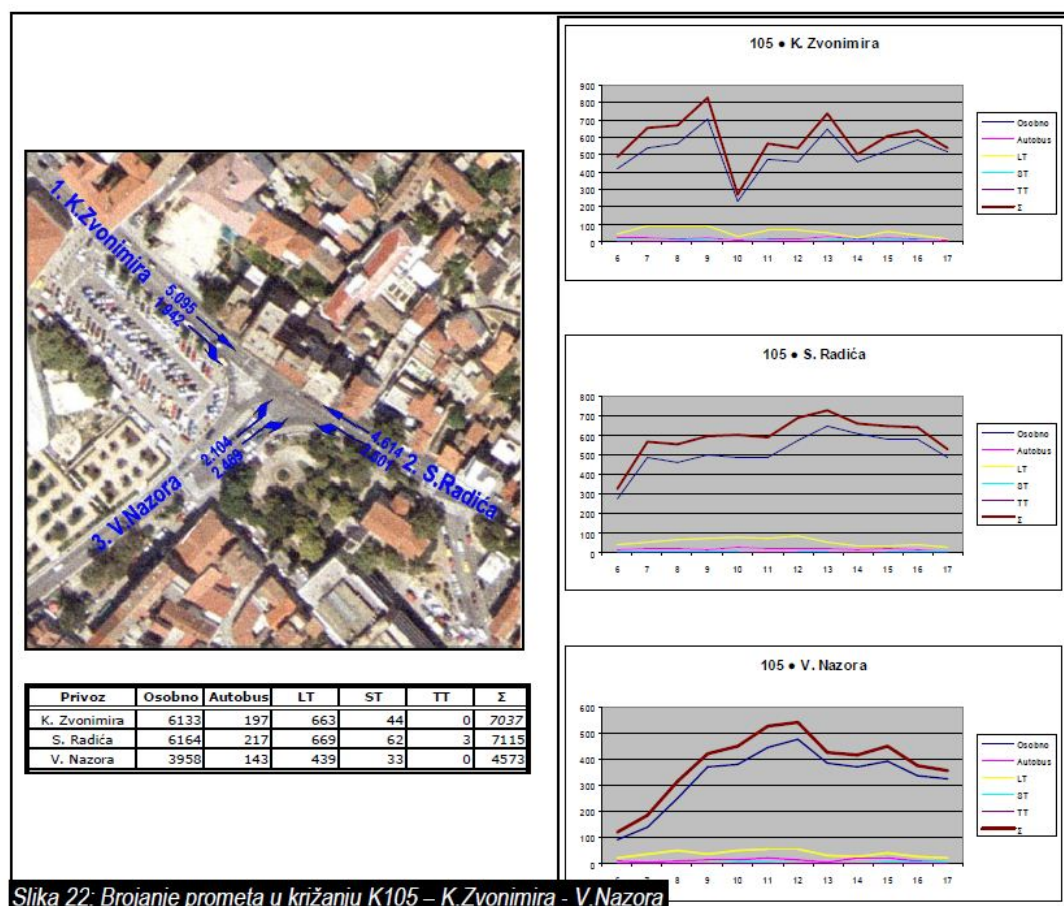 1. K.Zvonimira
5.095
1.942
2.104
2.469
3. V.Nazora
4.614
2. S.Radića
Privoz Osobno Autobus LT ST TT Σ
K. Zvonimira 6133 197 663 44 0 7037
S. Radića 6164 217 669 62 3 7115
V. Nazora 3958 143 439 33 0 4573
105 • K. Zvonimira
900
800
700
600
500
400
300
200
100
0
6 7 8 9 10 11 12 13 14 15 16 17
Osobno
Autobus
LT
ST
TT
Σ
105 • S. Radića
800
700
600
500
400
300
200
100
0
6 7 8 9 10 11 12 13 14 15 16 17
Osobno
Autobus
LT
ST
TT
Σ
105 • V. Nazora
600
500
400
300
200
100
0
9 10 11 12 13 14 15 16 17
Osobno
Autobus
LT
ST
TT
Σ
Slika 22: Brojanje prometa u križanju K105 – K.Zvonimira - V.Nazora